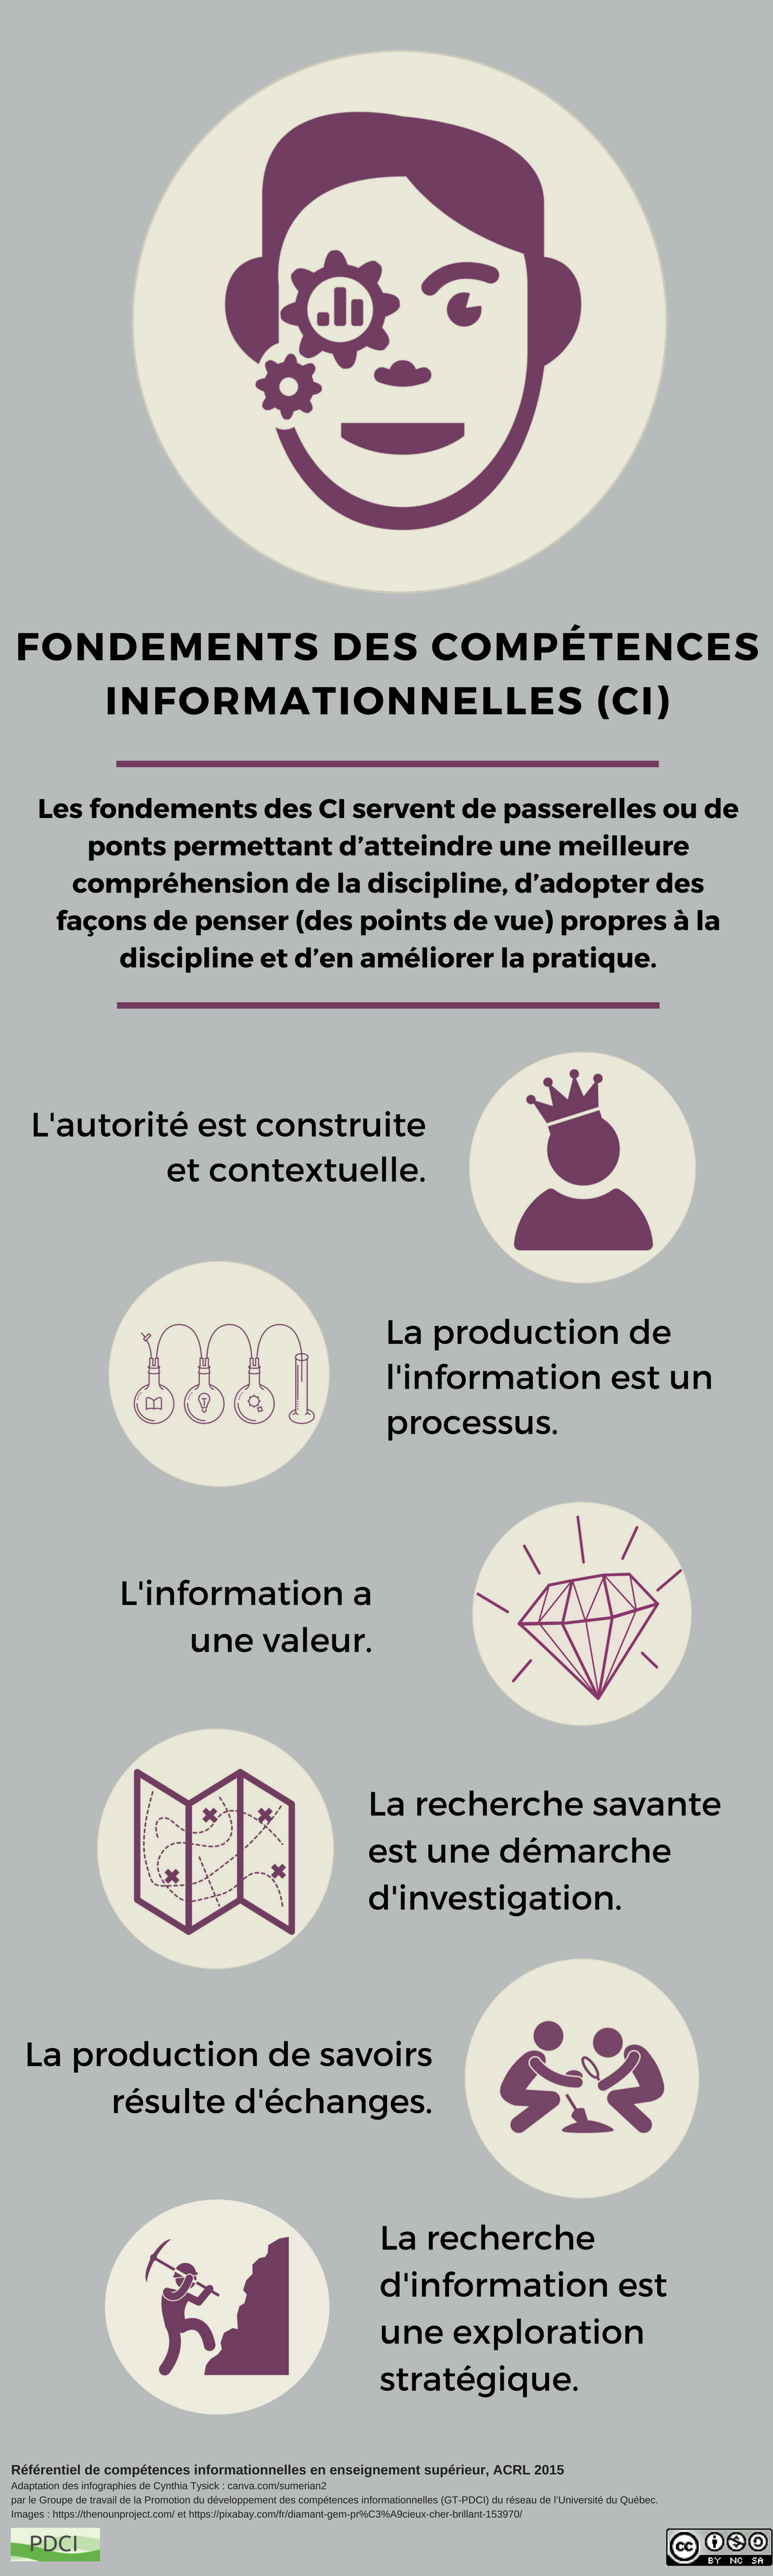 FONDEMENTS DES COMPÉTENCES
INFORMATIONNELLES (CI)
Les fondements des CI servent de passerelles ou de
ponts permettant d’atteindre une meilleure
compréhension de la discipline, d’adopter des
façons de penser (des points de vue) propres à la
discipline et d’en améliorer la pratique.
L'autorité est construite
et contextuelle.
La production de
l'information est un
processus.
L'information a
une valeur.
La recherche savante
est une démarche
d'investigation.
La production de savoirs
résulte d'échanges.
La recherche
d'information est
une exploration
stratégique.
Référentiel de compétences informationnelles en enseignement supérieur, ACRL 2015
Adaptation des infographies de Cynthia Tysick : canva.com/sumerian2
par le Groupe de travail de la Promotion du développement des compétences informationnelles (GT-PDCI) du réseau de l’Université du Québec.
Images : https://thenounproject.com/ et https://pixabay.com/fr/diamant-gem-pr%C3%A9cieux-cher-brillant-153970/
PDCI
cc
BY NC SA